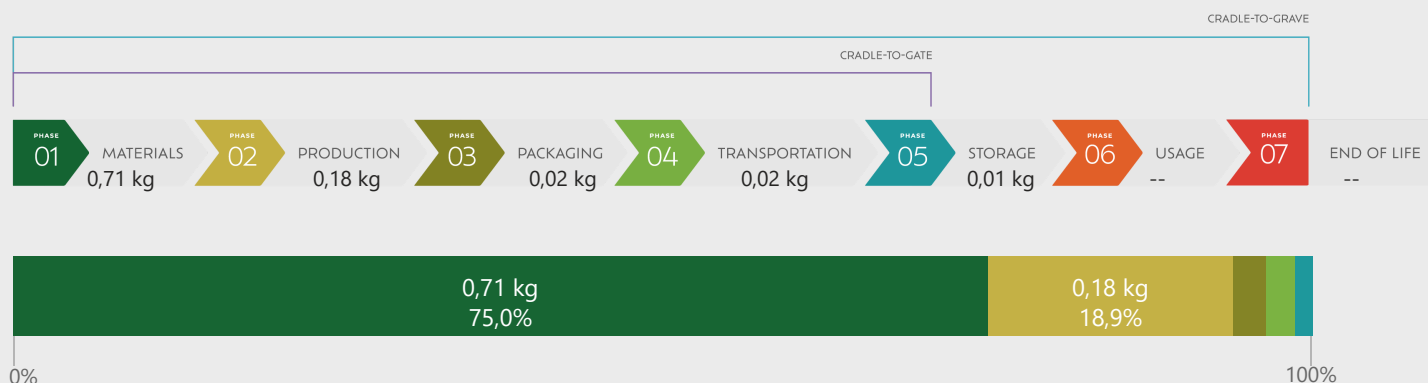 CRADLE-TO-GRAVE
CRADLE-TO-GATE
PHASE
01
MATERIALS
0,71 kg
PHASE
02
PRODUCTION
0,18 kg
PHASE
03
PACKAGING
0,02 kg
PHASE
04
TRANSPORTATION
0,02 kg
PHASE
05
STORAGE
0,01 kg
PHASE
06
USAGE
--
PHASE
07
END OF LIFE
--
0,71 kg
75,0%
0,18 kg
18,9%
0%
100%